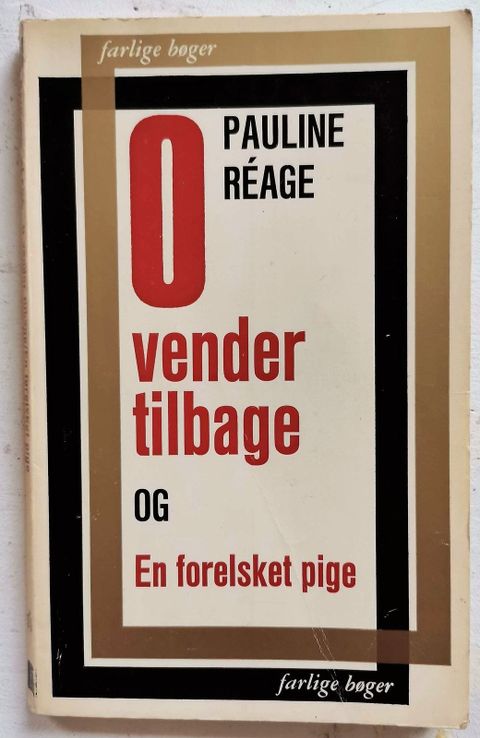 farlige bøger
O
PAULINE
RÉAGE
vender
tilbage
OG
En forelsket pige
farlige bøger